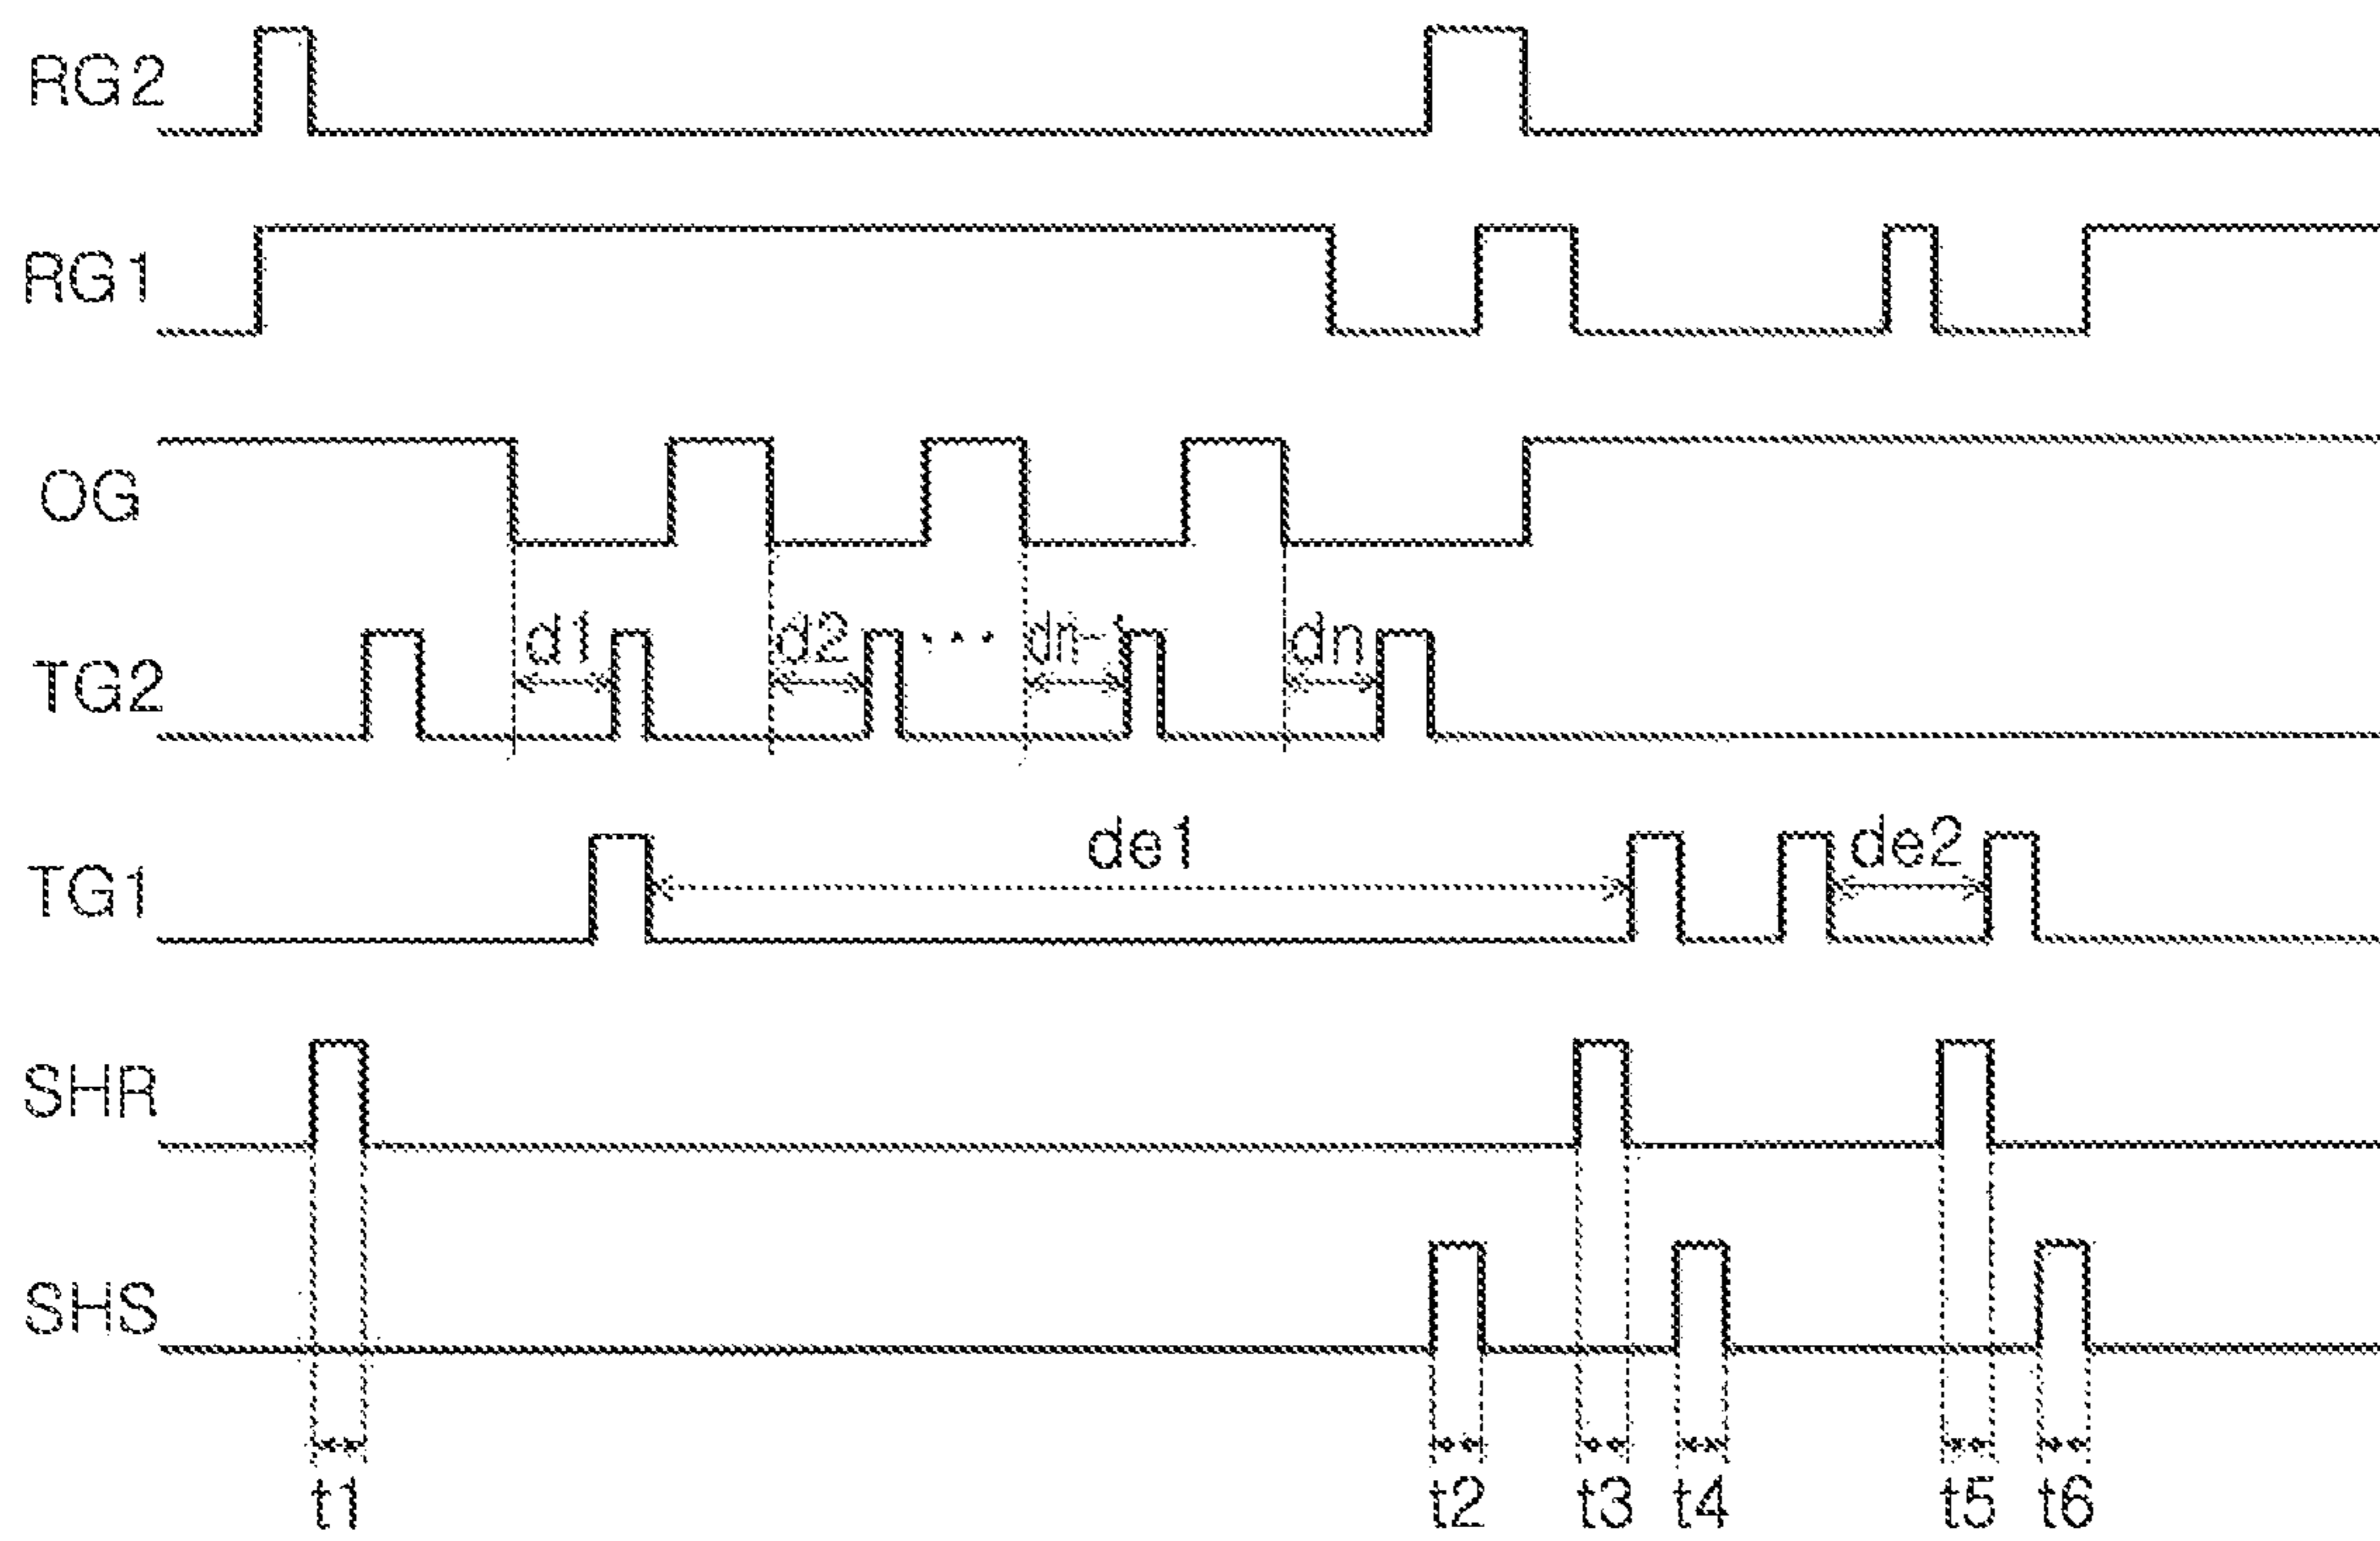 RG2
RG1
OG
d1 d2 ... dn-1 dn
TG2
de1 de2
TG1
SHR
SHS
t1 t2 t3 t4 t5 t6